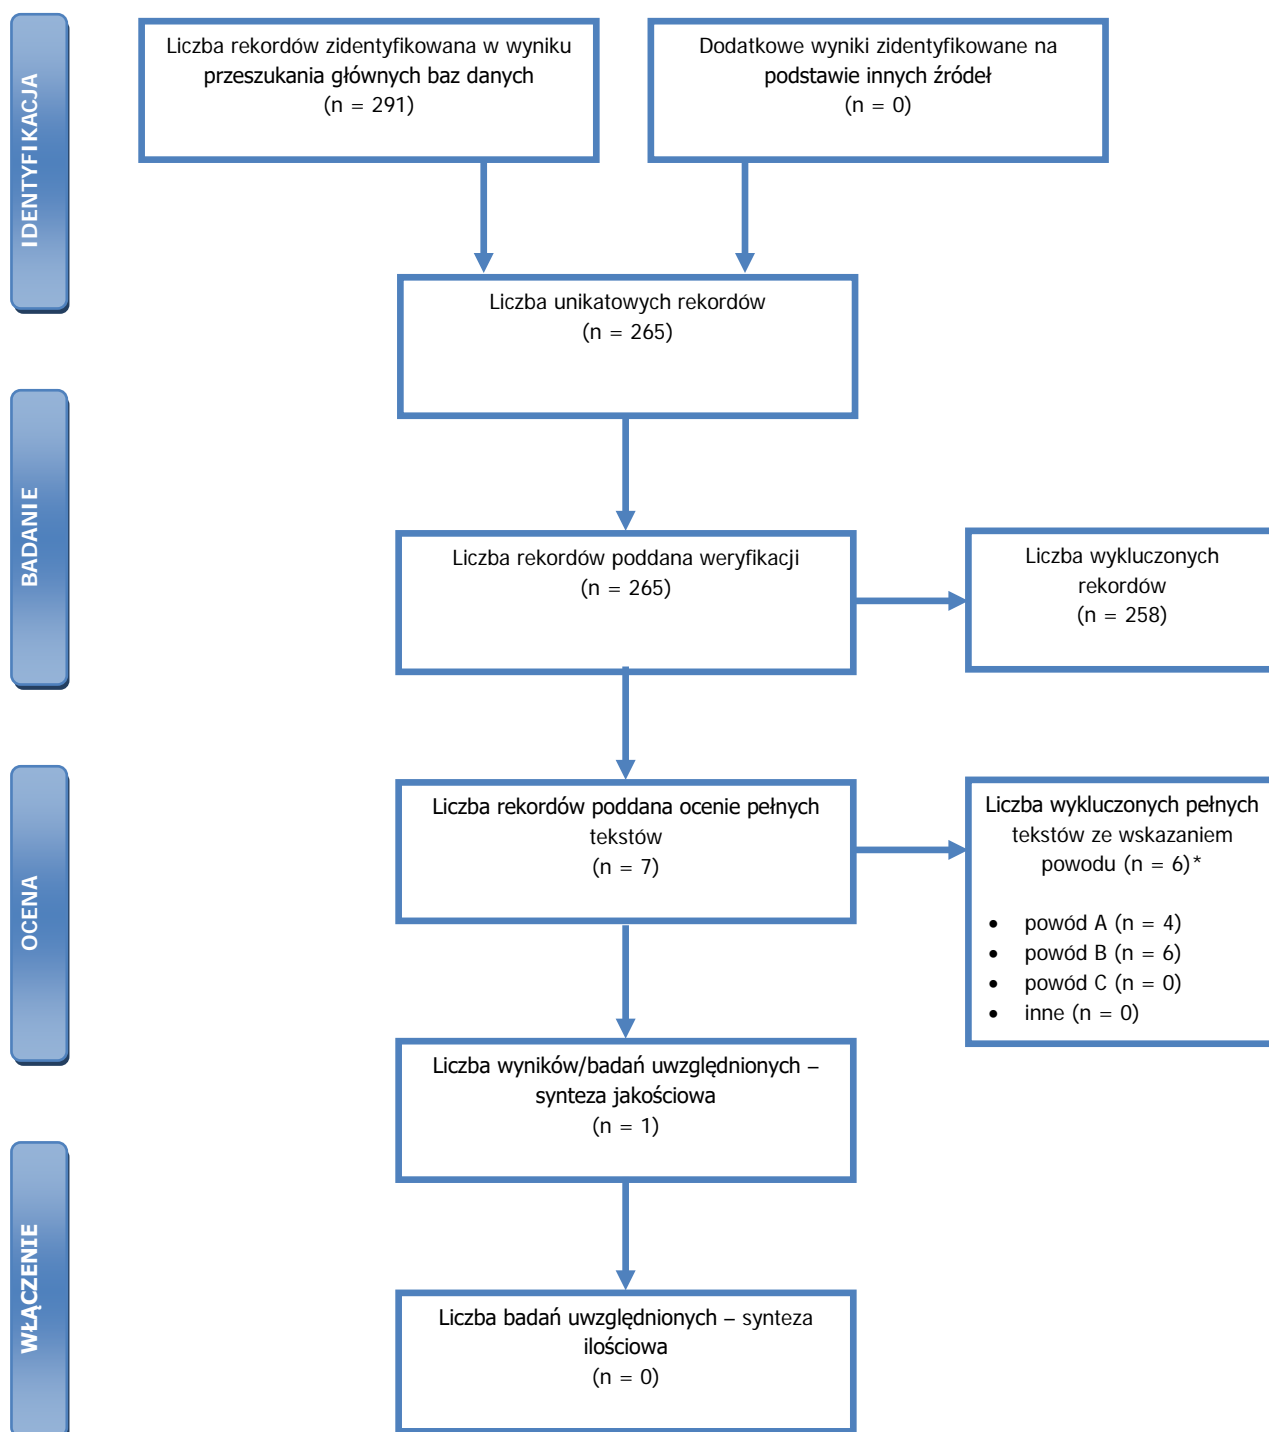 IDENTYFIKACJA
Liczba rekordów zidentyfikowana w wyniku
przeszukania głównych baz danych
(n = 291)
Dodatkowe wyniki zidentyfikowane na
podstawie innych źródeł
(n = 0)
Liczba unikatowych rekordów
(n = 265)
BADANIE
Liczba rekordów poddana weryfikacji
(n = 265)
Liczba wykluczonych
rekordów
(n = 258)
OCENA
Liczba rekordów poddana ocenie pełnych
tekstów
(n = 7)
Liczba wykluczonych pełnych
tekstów ze wskazaniem
powodu (n = 6)*
• powód A (n = 4)
• powód B (n = 6)
• powód C (n = 0)
• inne (n = 0)
Liczba wyników/badań uwzględnionych –
synteza jakościowa
(n = 1)
WŁĄCZENIE
Liczba badań uwzględnionych – synteza
ilościowa
(n = 0)